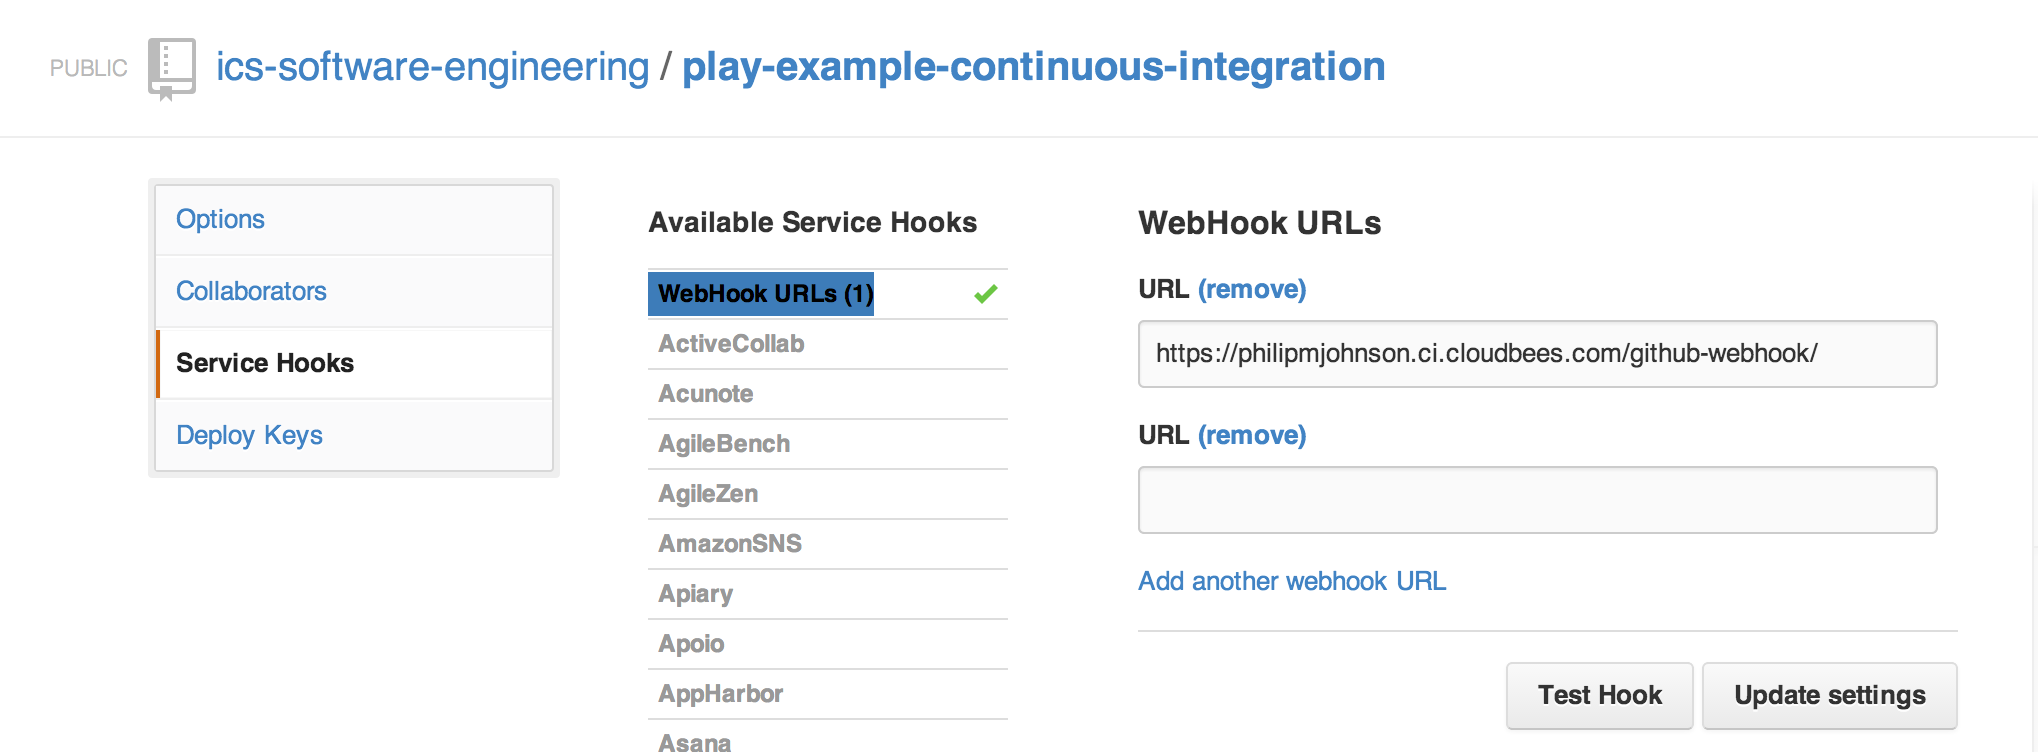 PUBLIC ics-software-engineering / play-example-continuous-integration
Options
Collaborators
Service Hooks
Deploy Keys
Available Service Hooks
WebHook URLs (1)
ActiveCollab
Acunote
AgileBench
AgileZen
AmazonSNS
Apiary
Apoio
AppHarbor
Asana
WebHook URLs
URL (remove)
https://philipmjohnson.ci.cloudbees.com/github-webhook/
URL (remove)
Add another webhook URL
Test Hook
Update settings